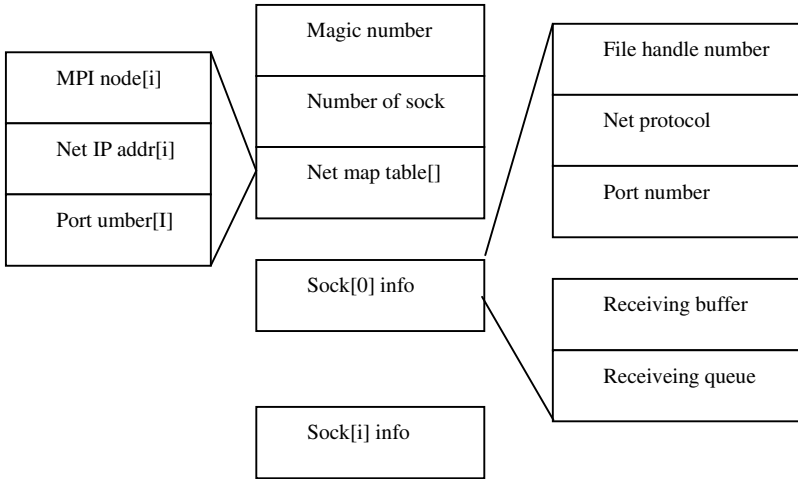 MPI node[i]
Net IP addr[i]
Port umber[I]
Magic number
Number of sock
Net map table[]
Sock[0] info
Sock[i] info
File handle number
Net protocol
Port number
Receiving buffer
Receiveing queue